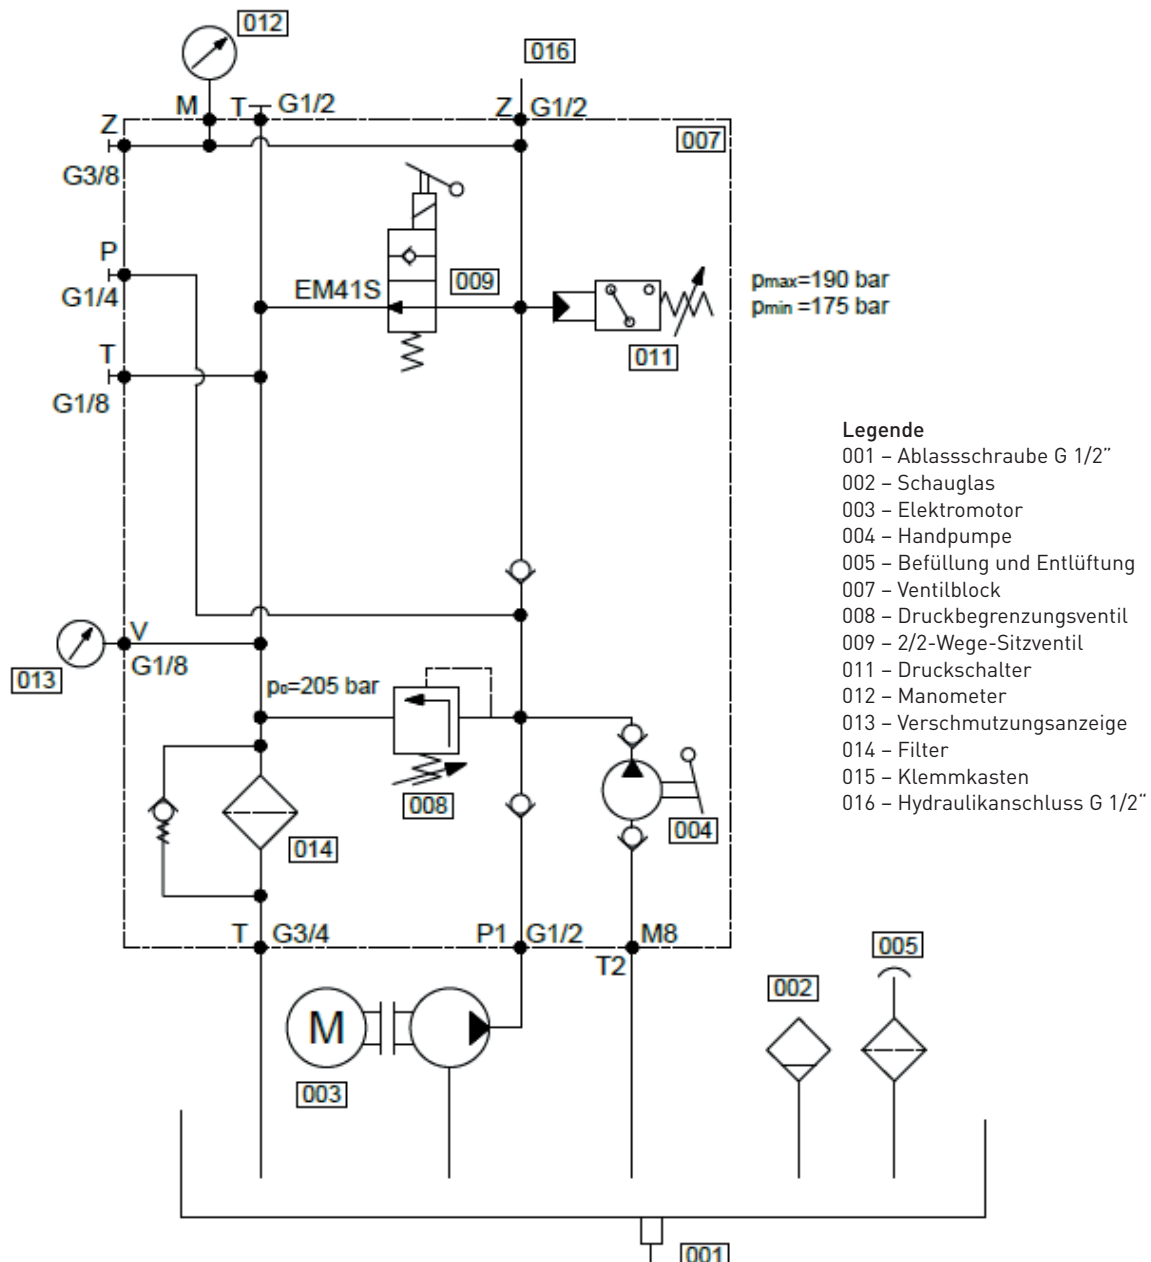 012
016
M
T
G1/2
Z
G1/2
Z
007
G3/8
P
G1/4
EM41S
009
pmax=190 bar
pmin =175 bar
T
011
G1/8
Legende
001 – Ablassschraube G 1/2”
002 – Schauglas
003 – Elektromotor
004 – Handpumpe
005 – Befüllung und Entlüftung
007 – Ventilblock
008 – Druckbegrenzungsventil
009 – 2/2-Wege-Sitzventil
011 – Druckschalter
012 – Manometer
013 – Verschmutzungsanzeige
014 – Filter
015 – Klemmkasten
016 – Hydraulikanschluss G 1/2“
V
G1/8
013
p₀=205 bar
008
004
014
T
G3/4
P1
G1/2
M8
T2
005
002
M
003
001